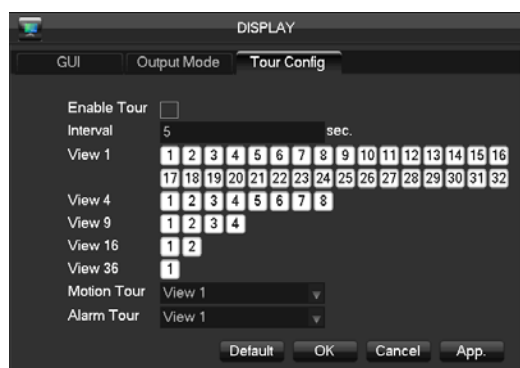 DISPLAY
GUI Output Mode Tour Config
Enable Tour
Interval 5 sec.
View 1 1 2 3 4 5 6 7 8 9 10 11 12 13 14 15 16
17 18 19 20 21 22 23 24 25 26 27 28 29 30 31 32
View 4 1 2 3 4 5 6 7 8
View 9 1 2 3 4
View 16 1 2
View 36 1
Motion Tour View 1
Alarm Tour View 1
Default OK Cancel App.